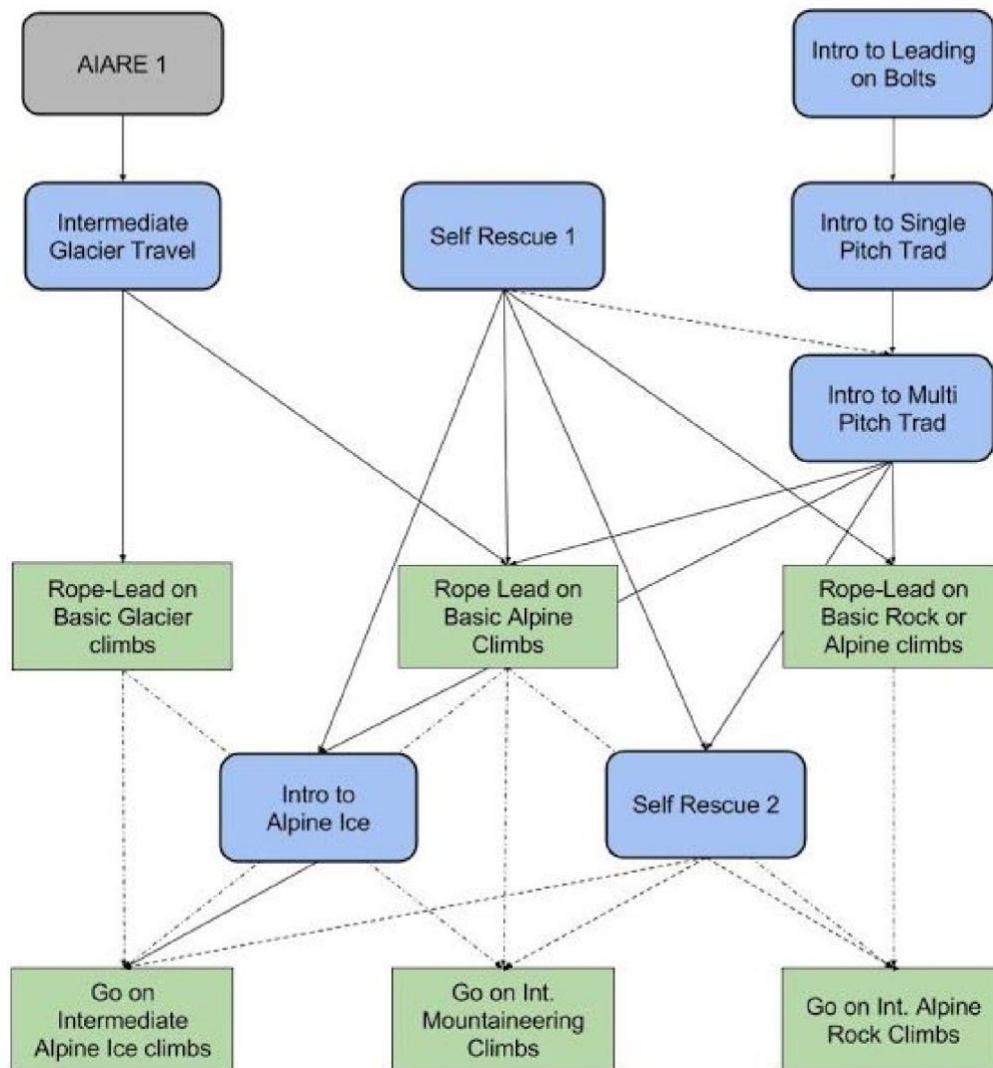 AIARE 1
Intro to Leading
on Bolts
Intermediate
Glacier Travel
Self Rescue 1
Intro to Single
Pitch Trad
Intro to Multi
Pitch Trad
Rope-Lead on
Basic Glacier
climbs
Rope Lead on
Basic Alpine
Climbs
Rope-Lead on
Basic Rock or
Alpine climbs
Intro to
Alpine Ice
Self Rescue 2
Go on
Intermediate
Alpine Ice climbs
Go on Int.
Mountaineering
Climbs
Go on Int. Alpine
Rock Climbs